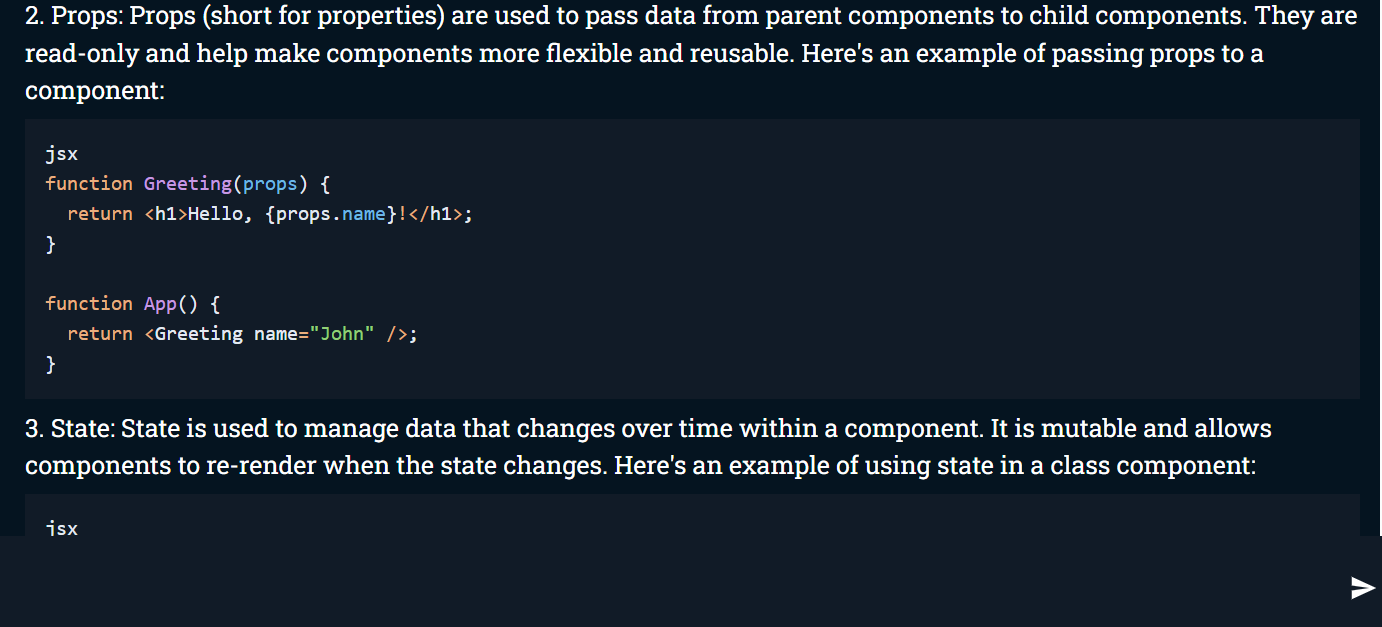 2. Props: Props (short for properties) are used to pass data from parent components to child components. They are
read-only and help make components more flexible and reusable. Here's an example of passing props to a
component:
jsx
function Greeting(props) {
  return <h1>Hello, {props.name}!</h1>;
}
function App() {
  return <Greeting name="John" />;
}
3. State: State is used to manage data that changes over time within a component. It is mutable and allows
components to re-render when the state changes. Here's an example of using state in a class component:
jsx